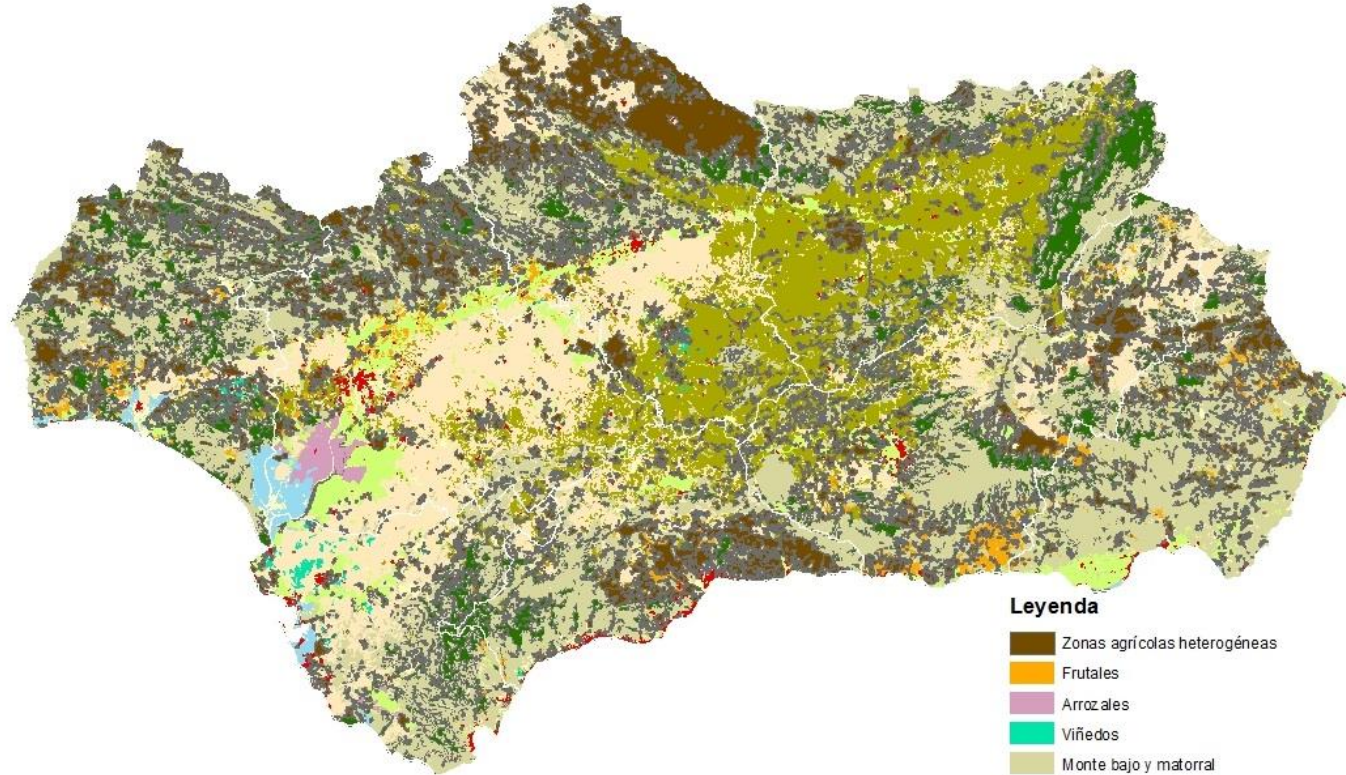 Leyenda
Zonas agrícolas heterogéneas
Frutales
Arrozales
Viñedos
Monte bajo y matorral